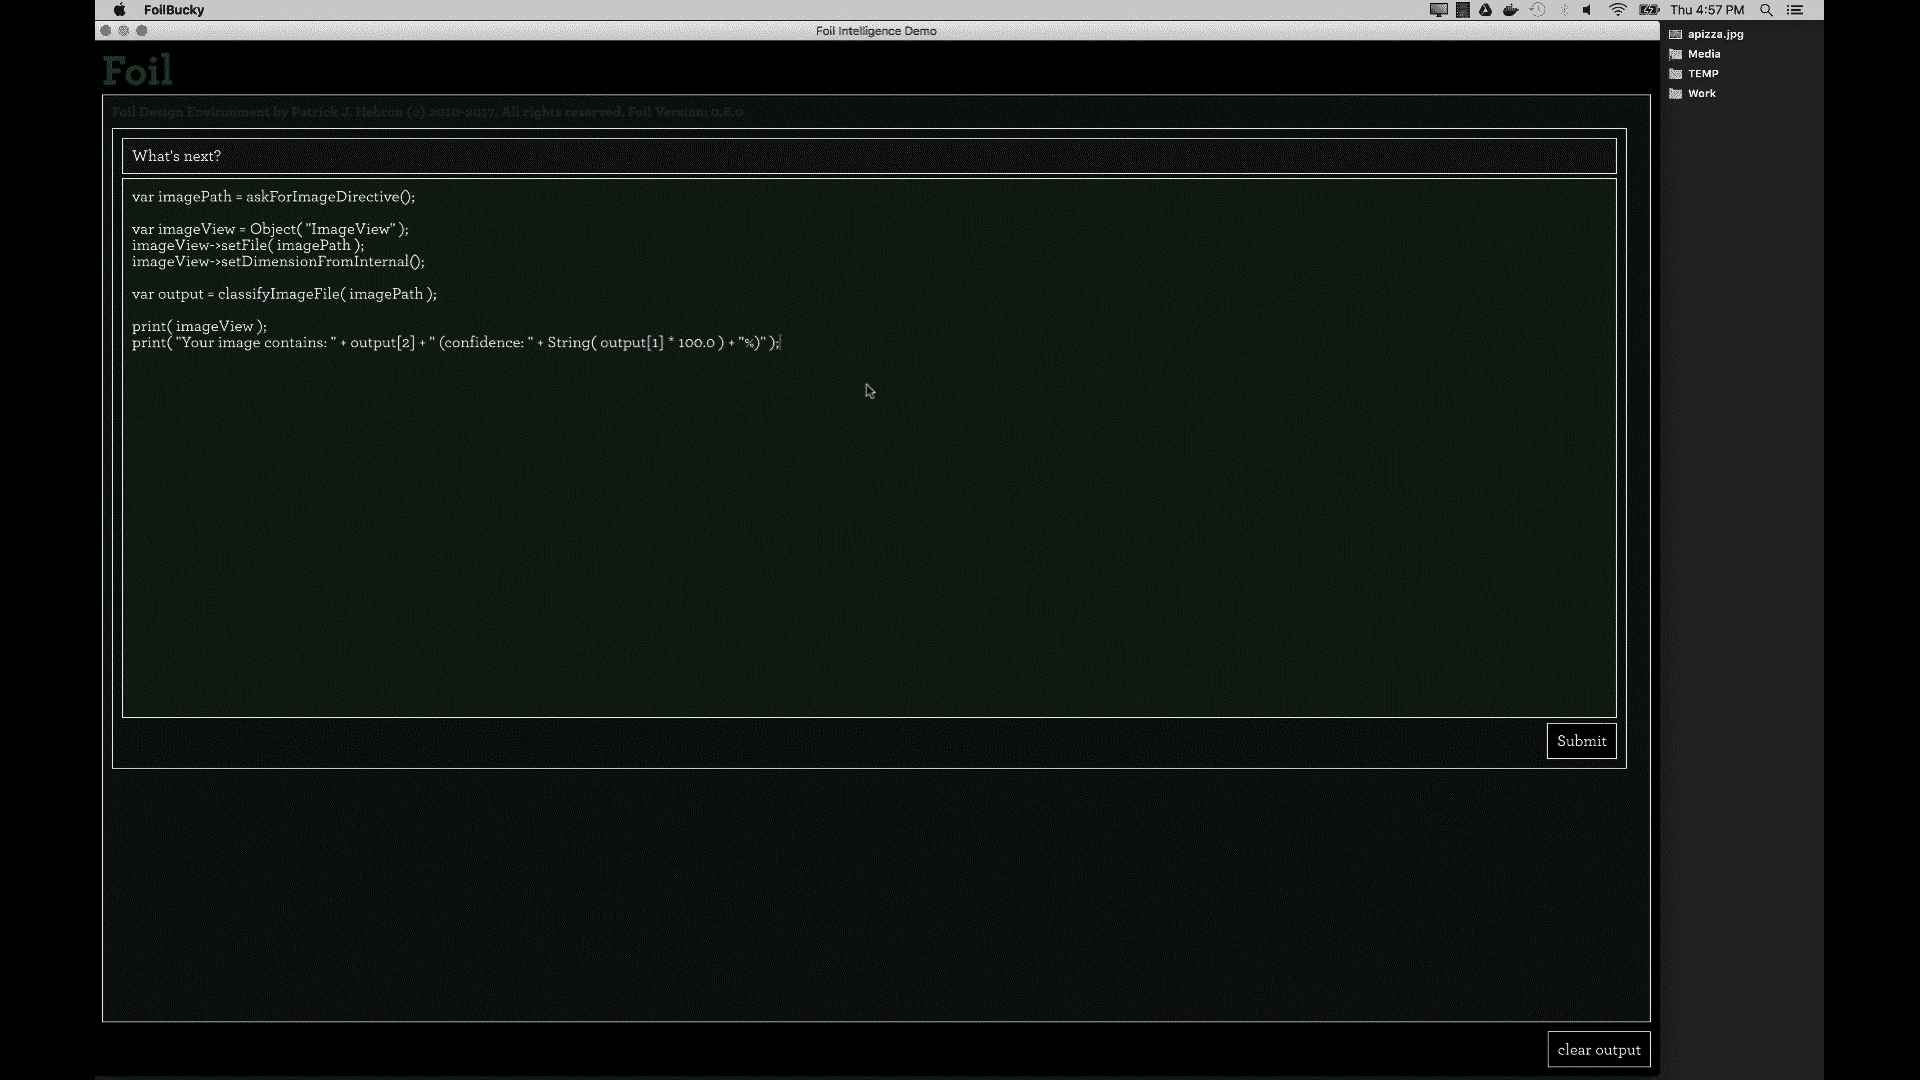 FoilBucky
Thu 4:57 PM
Foil Intelligence Demo
apizza.jpg
Media
TEMP
Work
Foil
Foil Design Environment by Patrick J. Hebron (c) 2010-2017, All rights reserved. Foil Version: 0.6.0
What's next?
var imagePath = askForImageDirective();
var imageView = Object( "ImageView" );
imageView->setFile( imagePath );
imageView->setDimensionFromInternal();
var output = classifyImageFile( imagePath );
print( imageView );
print( "Your image contains: " + output[2] + " (confidence: " + String( output[1] * 100.0 ) + "%)" );
Submit
clear output